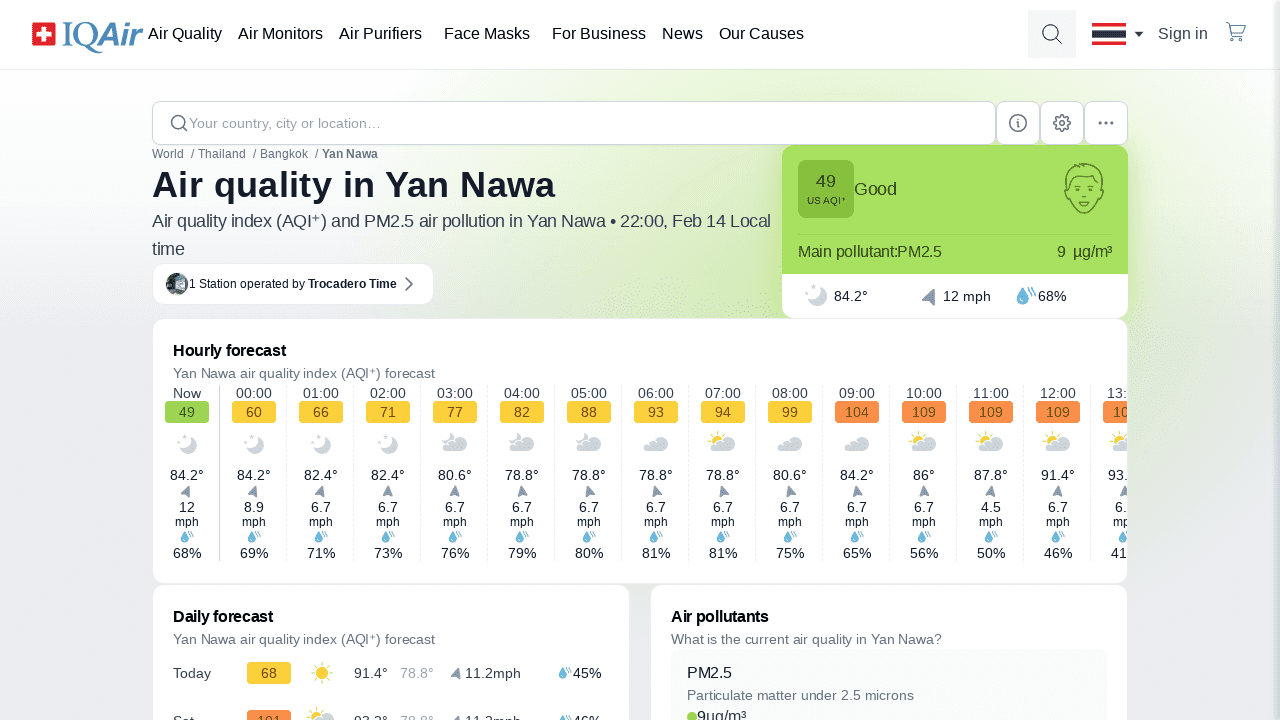 IQAir
Air Quality
Air Monitors
Air Purifiers
Face Masks
For Business
News
Our Causes
Sign in
Your country, city or location…
World / Thailand / Bangkok / Yan Nawa
Air quality in Yan Nawa
Air quality index (AQI⁺) and PM2.5 air pollution in Yan Nawa • 22:00, Feb 14 Local
time
1 Station operated by Trocadero Time
49
US AQI⁺
Good
Main pollutant:PM2.5
9 µg/m³
84.2°
12 mph
68%
Hourly forecast
Yan Nawa air quality index (AQI⁺) forecast
Now 00:00 01:00 02:00 03:00 04:00 05:00 06:00 07:00 08:00 09:00 10:00 11:00 12:00
49 60 66 71 77 82 88 93 94 99 104 109 109 109
84.2° 84.2° 82.4° 82.4° 80.6° 78.8° 78.8° 78.8° 78.8° 80.6° 84.2° 86° 87.8° 91.4°
12 8.9 6.7 6.7 6.7 6.7 6.7 6.7 6.7 6.7 6.7 6.7 4.5 6.7
mph mph mph mph mph mph mph mph mph mph mph mph mph mph
68% 69% 71% 73% 76% 79% 80% 81% 81% 75% 65% 56% 50% 46%
Daily forecast
Yan Nawa air quality index (AQI⁺) forecast
Today 68 91.4° 78.8° 11.2mph 45%
Sat 101 93.2° 78.8° 11.2mph 46%
Air pollutants
What is the current air quality in Yan Nawa?
PM2.5
Particulate matter under 2.5 microns
9µg/m³